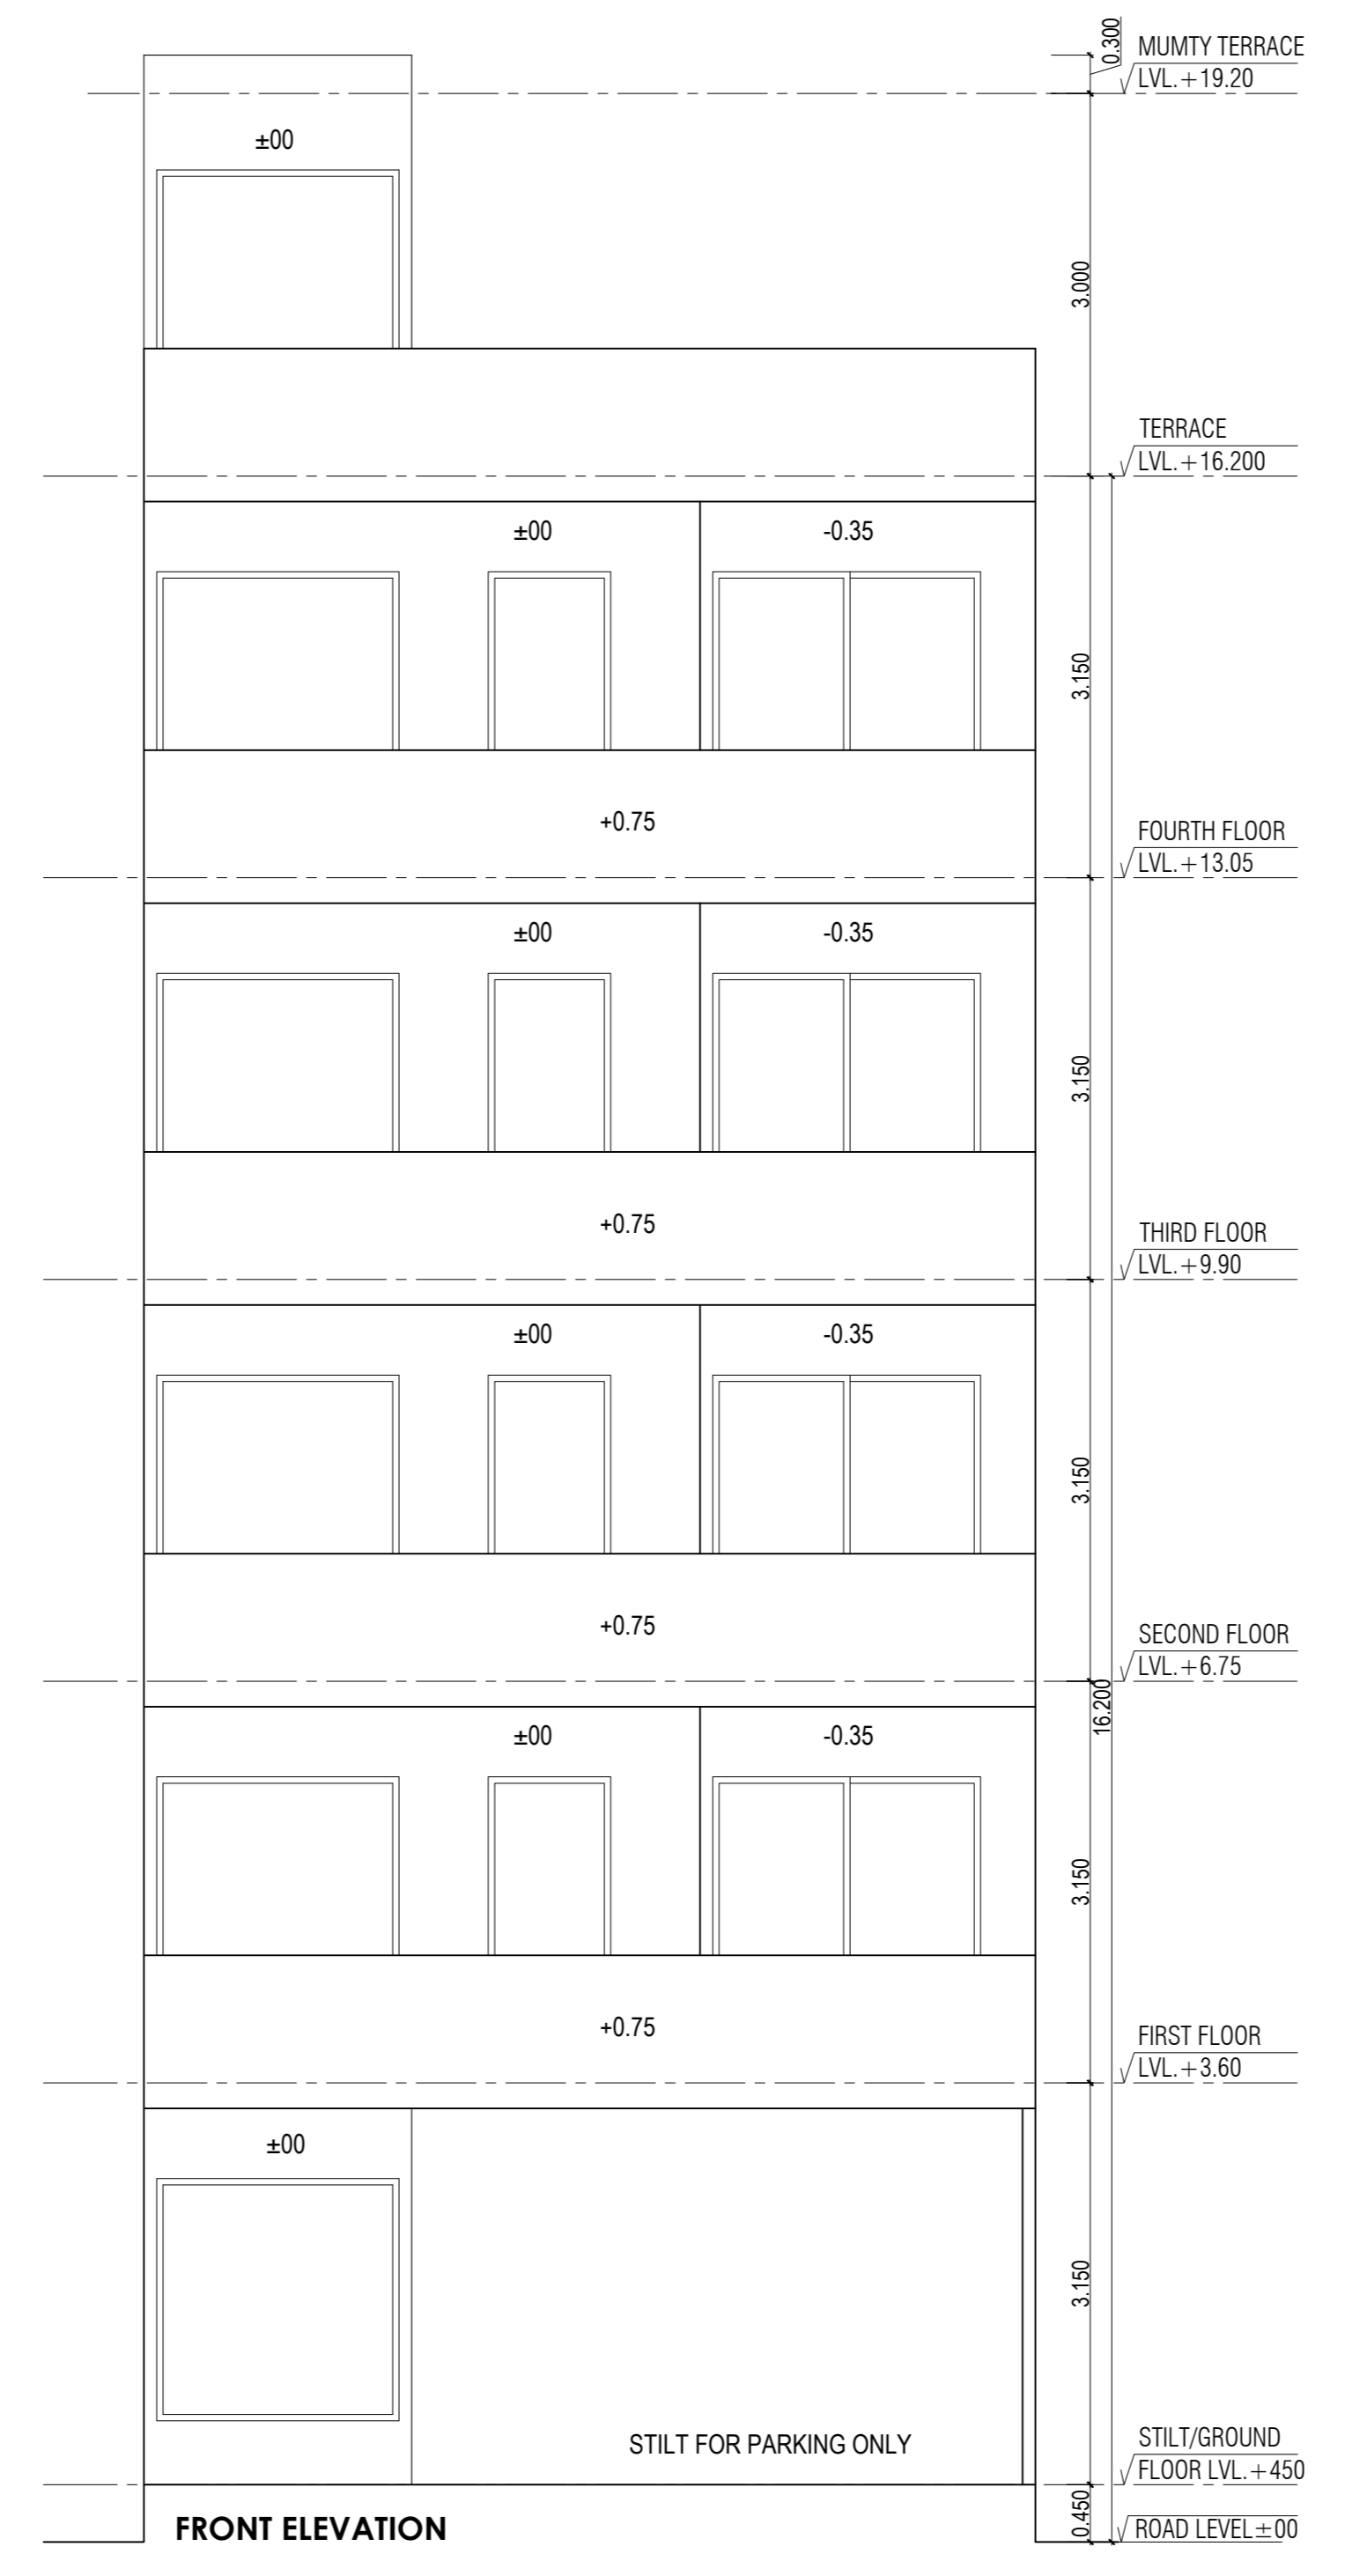 0.300
MUMTY TERRACE
LVL.+19.20
±00
3.000
TERRACE
LVL.+16.200
±00
-0.35
3.150
+0.75
FOURTH FLOOR
LVL.+13.05
±00
-0.35
3.150
+0.75
THIRD FLOOR
LVL.+9.90
±00
-0.35
3.150
+0.75
SECOND FLOOR
LVL.+6.75
16.200
±00
-0.35
3.150
+0.75
FIRST FLOOR
LVL.+3.60
±00
3.150
STILT FOR PARKING ONLY
STILT/GROUND
FLOOR LVL.+450
0.450
FRONT ELEVATION
ROAD LEVEL±00